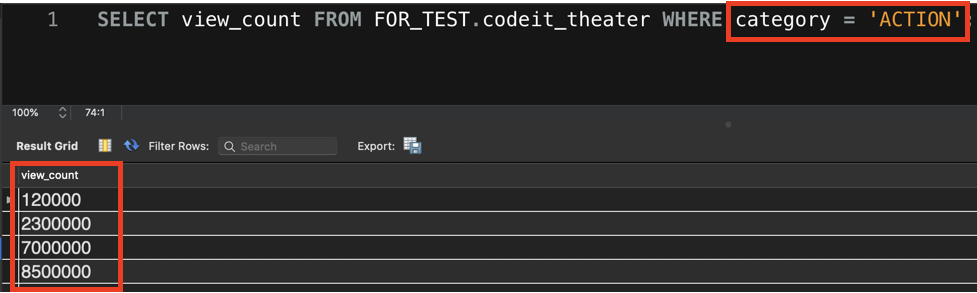 1 SELECT view_count FROM FOR_TEST.codeit_theater WHERE category = 'ACTION';
100% 74:1
Result Grid Filter Rows: Search Export:
view_count
120000
2300000
7000000
8500000